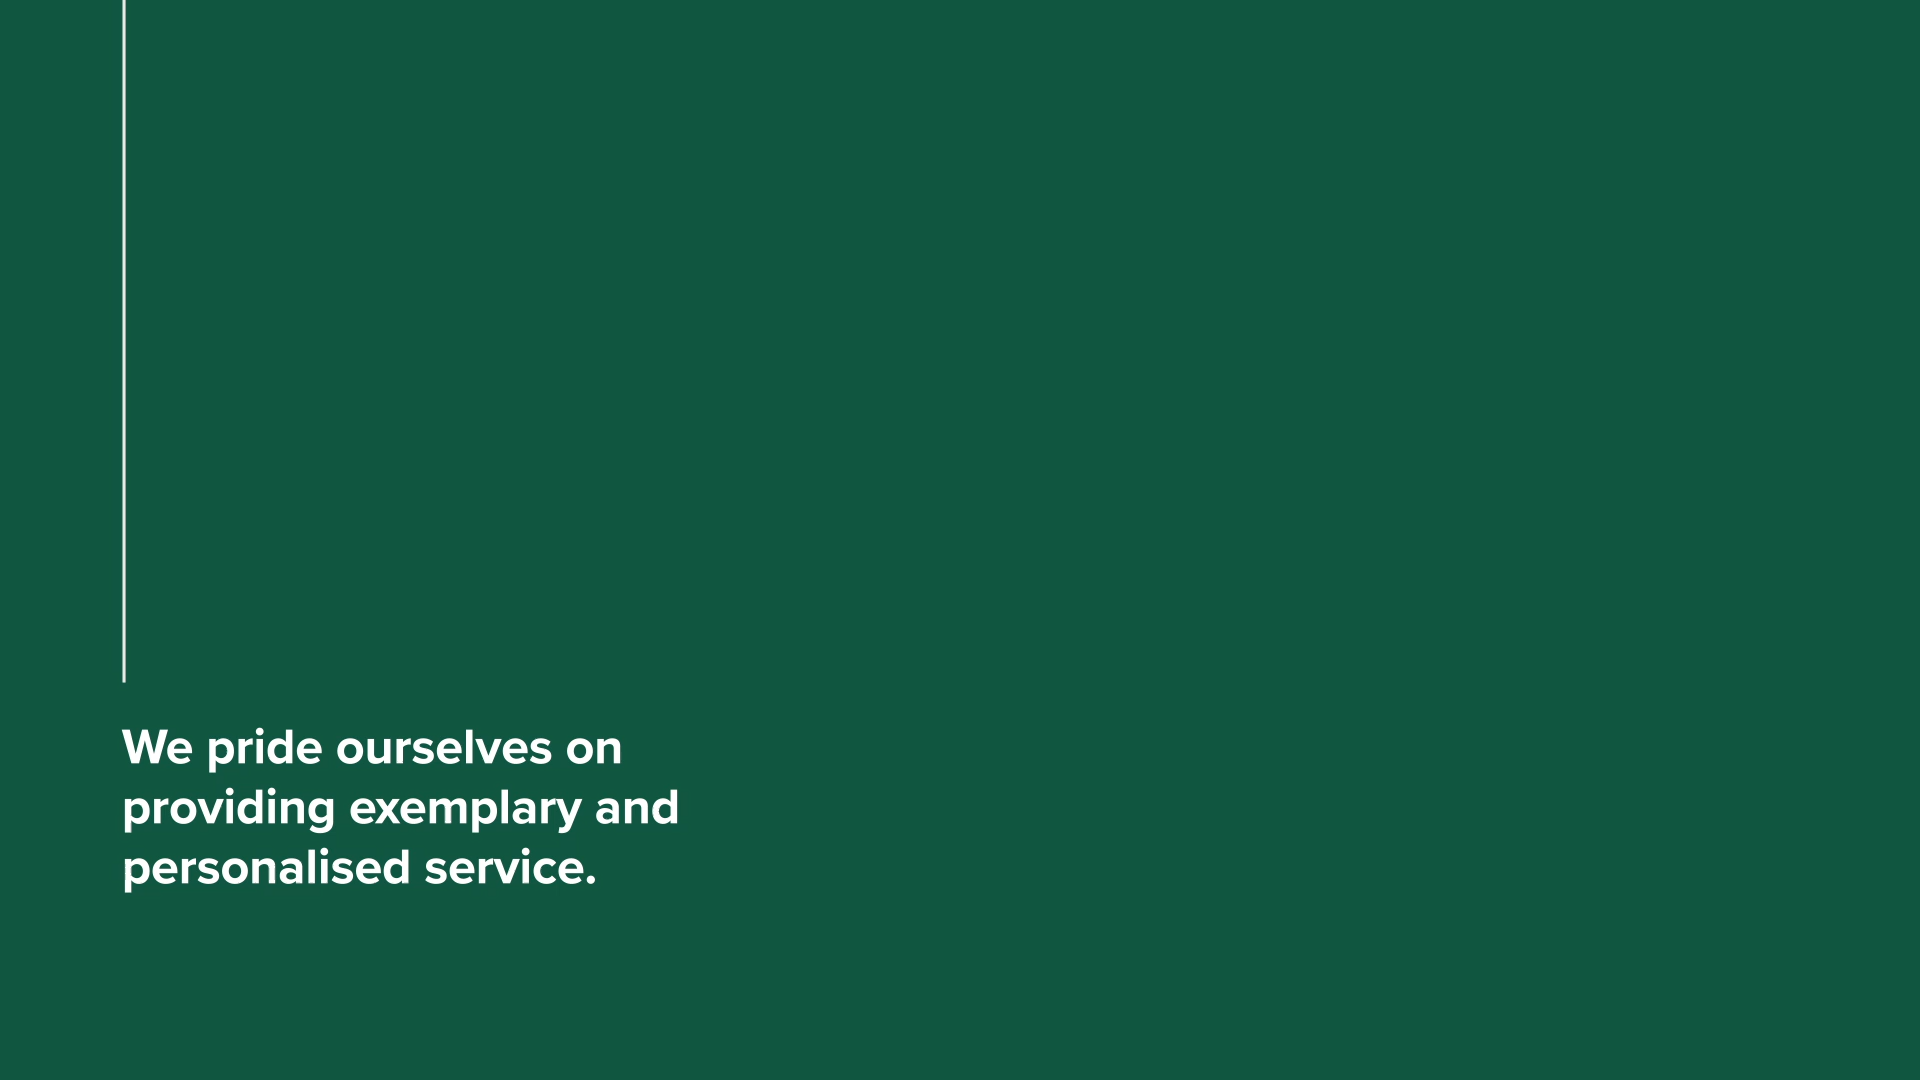 We pride ourselves on
providing exemplary and
personalised service.